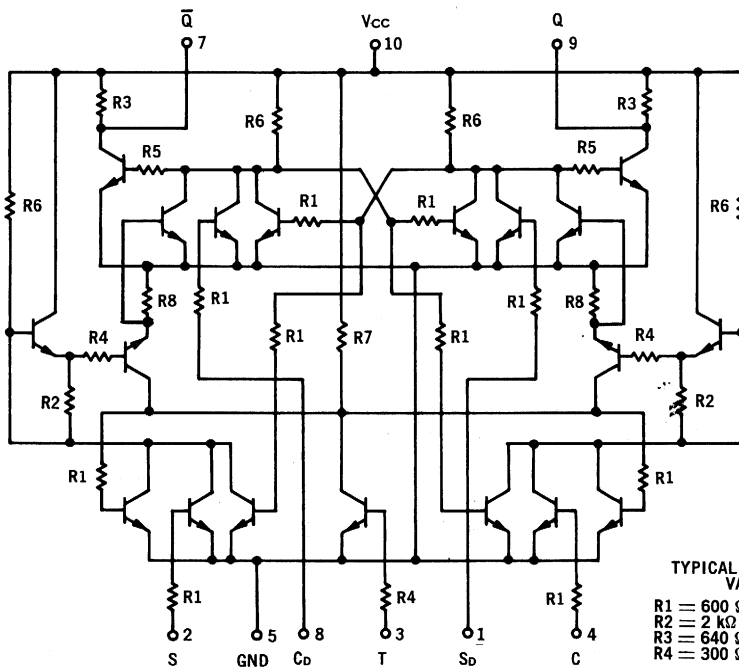 Q̅ VCC Q
7 10 9
R3 R6 R6 R3
R5 R5
R6 R1 R1 R6
R8 R1 R1 R8
R1 R7 R1
R4 R4
R2 R2
R1 R1
R1 R4 R1
2 5 8 3 1 4
S GND CD T SD C
TYPICAL
VA
R1 = 600 Ω
R2 = 2 kΩ
R3 = 640 Ω
R4 = 300 Ω